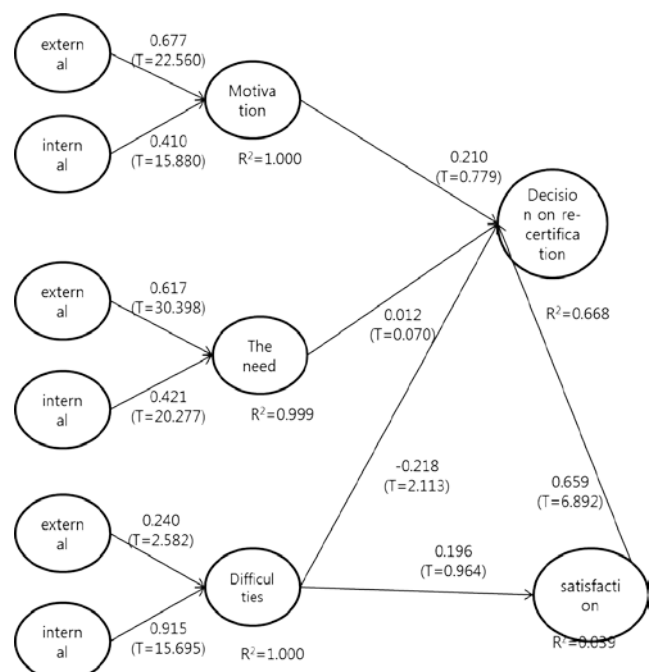 extern
al
0.677
(T=22.560)
Motiva
tion
intern
al
0.410
(T=15.880)
R²=1.000
0.210
(T=0.779)
Decisio
n on re-
certifica
tion
R²=0.668
extern
al
0.617
(T=30.398)
The
need
intern
al
0.421
(T=20.277)
R²=0.999
0.012
(T=0.070)
-0.218
(T=2.113)
0.659
(T=6.892)
extern
al
0.240
(T=2.582)
Difficul
ties
intern
al
0.915
(T=15.695)
R²=1.000
0.196
(T=0.964)
satisfacti
on
R²=0.039